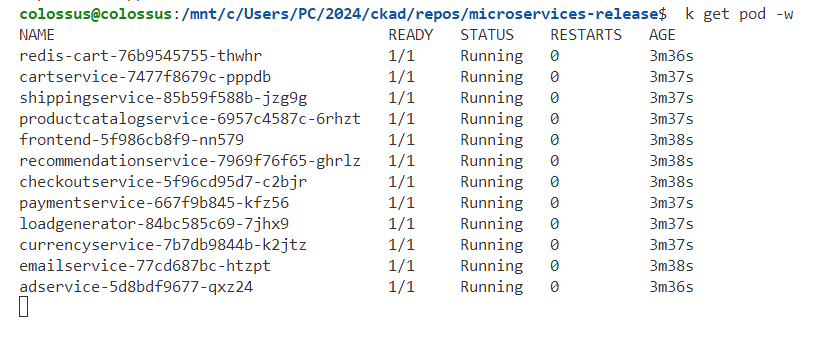 colossus@colossus:/mnt/c/Users/PC/2024/ckad/repos/microservices-release$ k get pod -w
NAME READY STATUS RESTARTS AGE
redis-cart-76b9545755-thwhr 1/1 Running 0 3m36s
cartservice-7477f8679c-pppdb 1/1 Running 0 3m37s
shippingservice-85b59f588b-jzg9g 1/1 Running 0 3m37s
productcatalogservice-6957c4587c-6rhzt 1/1 Running 0 3m37s
frontend-5f986cb8f9-nn579 1/1 Running 0 3m38s
recommendationservice-7969f76f65-ghrlz 1/1 Running 0 3m38s
checkoutservice-5f96cd95d7-c2bjr 1/1 Running 0 3m38s
paymentservice-667f9b845-kfz56 1/1 Running 0 3m37s
loadgenerator-84bc585c69-7jhx9 1/1 Running 0 3m37s
currencyservice-7b7db9844b-k2jtz 1/1 Running 0 3m37s
emailservice-77cd687bc-htzpt 1/1 Running 0 3m38s
adservice-5d8bdf9677-qxz24 1/1 Running 0 3m36s